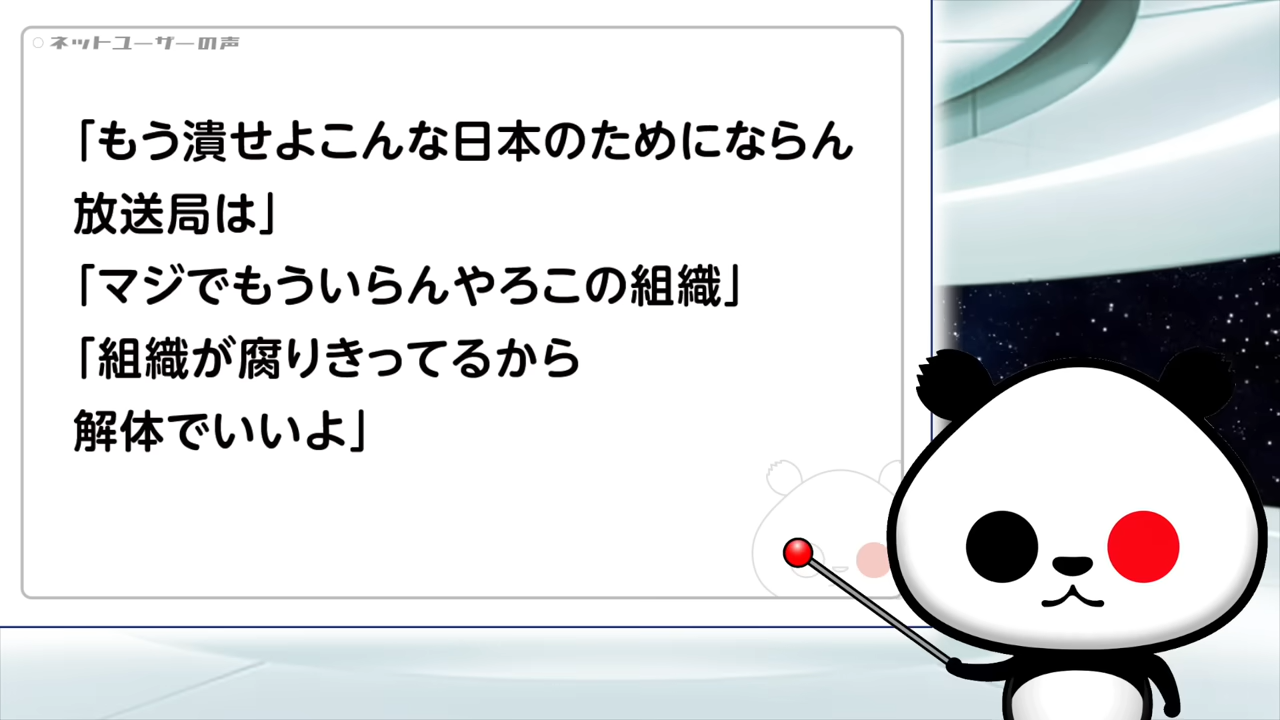 ネットユーザーの声
「もう潰せよこんな日本のためにならん
放送局は」
「マジでもういらんやろこの組織」
「組織が腐りきってるから
解体でいいよ」